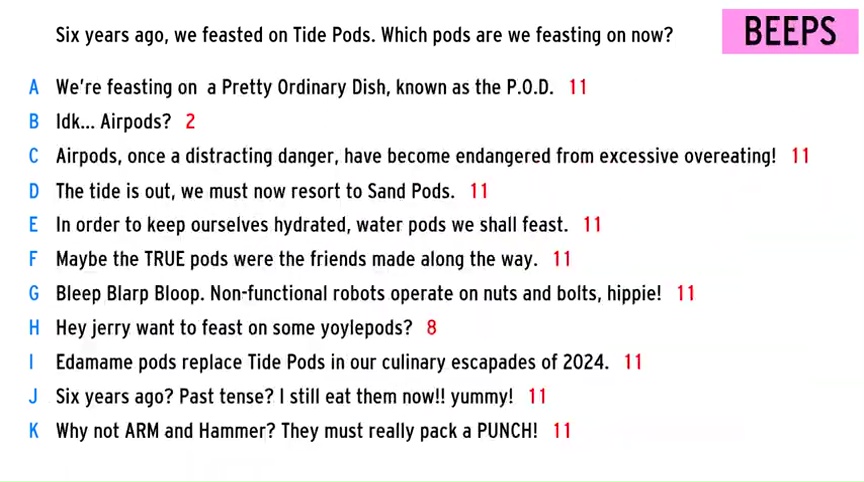 Six years ago, we feasted on Tide Pods. Which pods are we feasting on now?
BEEPS
A We're feasting on a Pretty Ordinary Dish, known as the P.O.D. 11
B Idk... Airpods? 2
C Airpods, once a distracting danger, have become endangered from excessive overeating! 11
D The tide is out, we must now resort to Sand Pods. 11
E In order to keep ourselves hydrated, water pods we shall feast. 11
F Maybe the TRUE pods were the friends made along the way. 11
G Bleep Blarp Bloop. Non-functional robots operate on nuts and bolts, hippie! 11
H Hey jerry want to feast on some yoylepods? 8
I Edamame pods replace Tide Pods in our culinary escapades of 2024. 11
J Six years ago? Past tense? I still eat them now!! yummy! 11
K Why not ARM and Hammer? They must really pack a PUNCH! 11